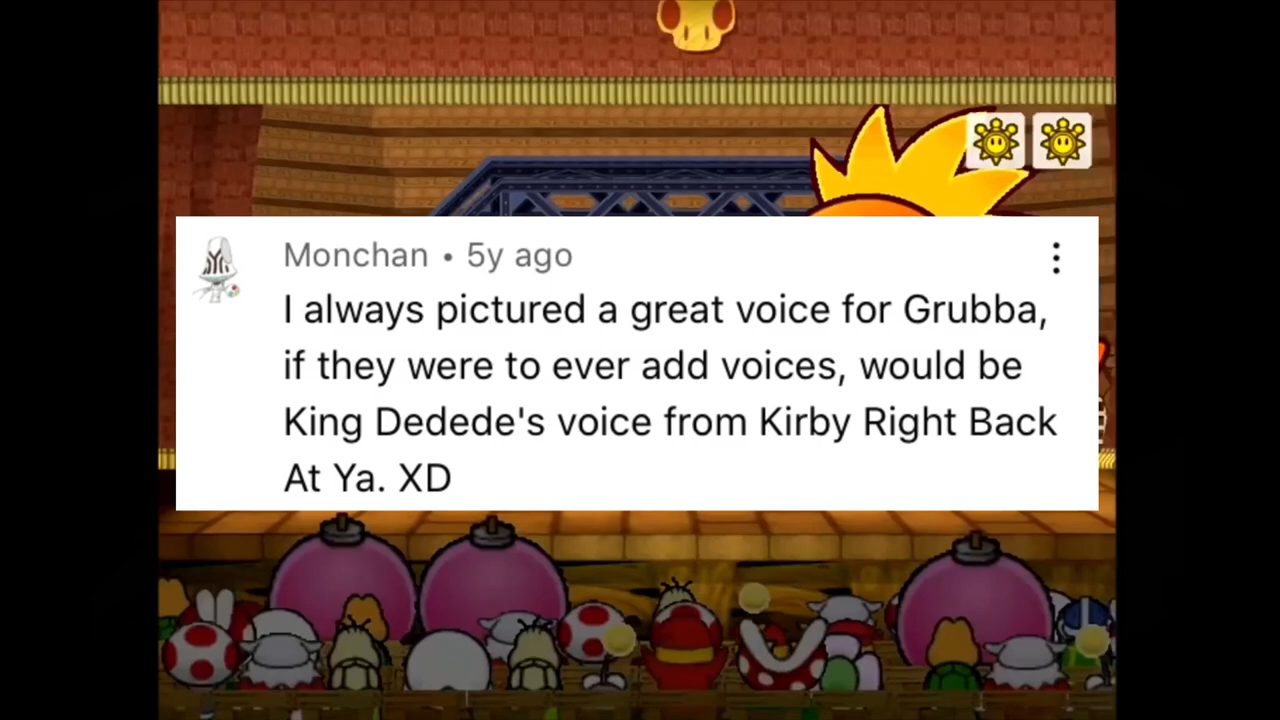 Monchan • 5y ago
I always pictured a great voice for Grubba,
if they were to ever add voices, would be
King Dedede's voice from Kirby Right Back
At Ya. XD